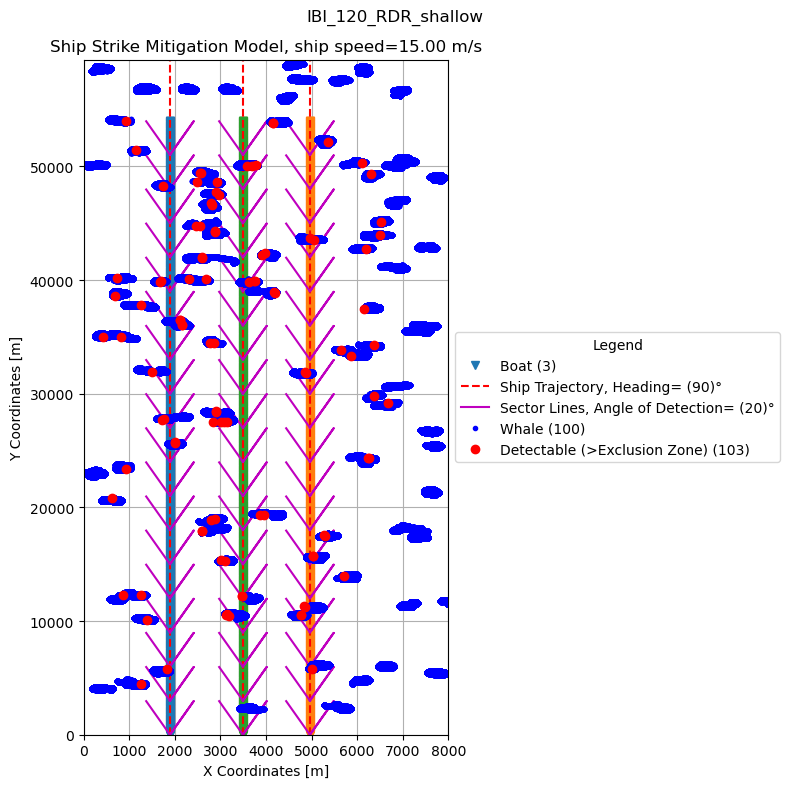 IBI_120_RDR_shallow
Ship Strike Mitigation Model, ship speed=15.00 m/s
50000
40000
30000
20000
10000
0
Y Coordinates [m]
0 1000 2000 3000 4000 5000 6000 7000 8000
X Coordinates [m]
Legend
Boat (3)
Ship Trajectory, Heading= (90)°
Sector Lines, Angle of Detection= (20)°
Whale (100)
Detectable (>Exclusion Zone) (103)